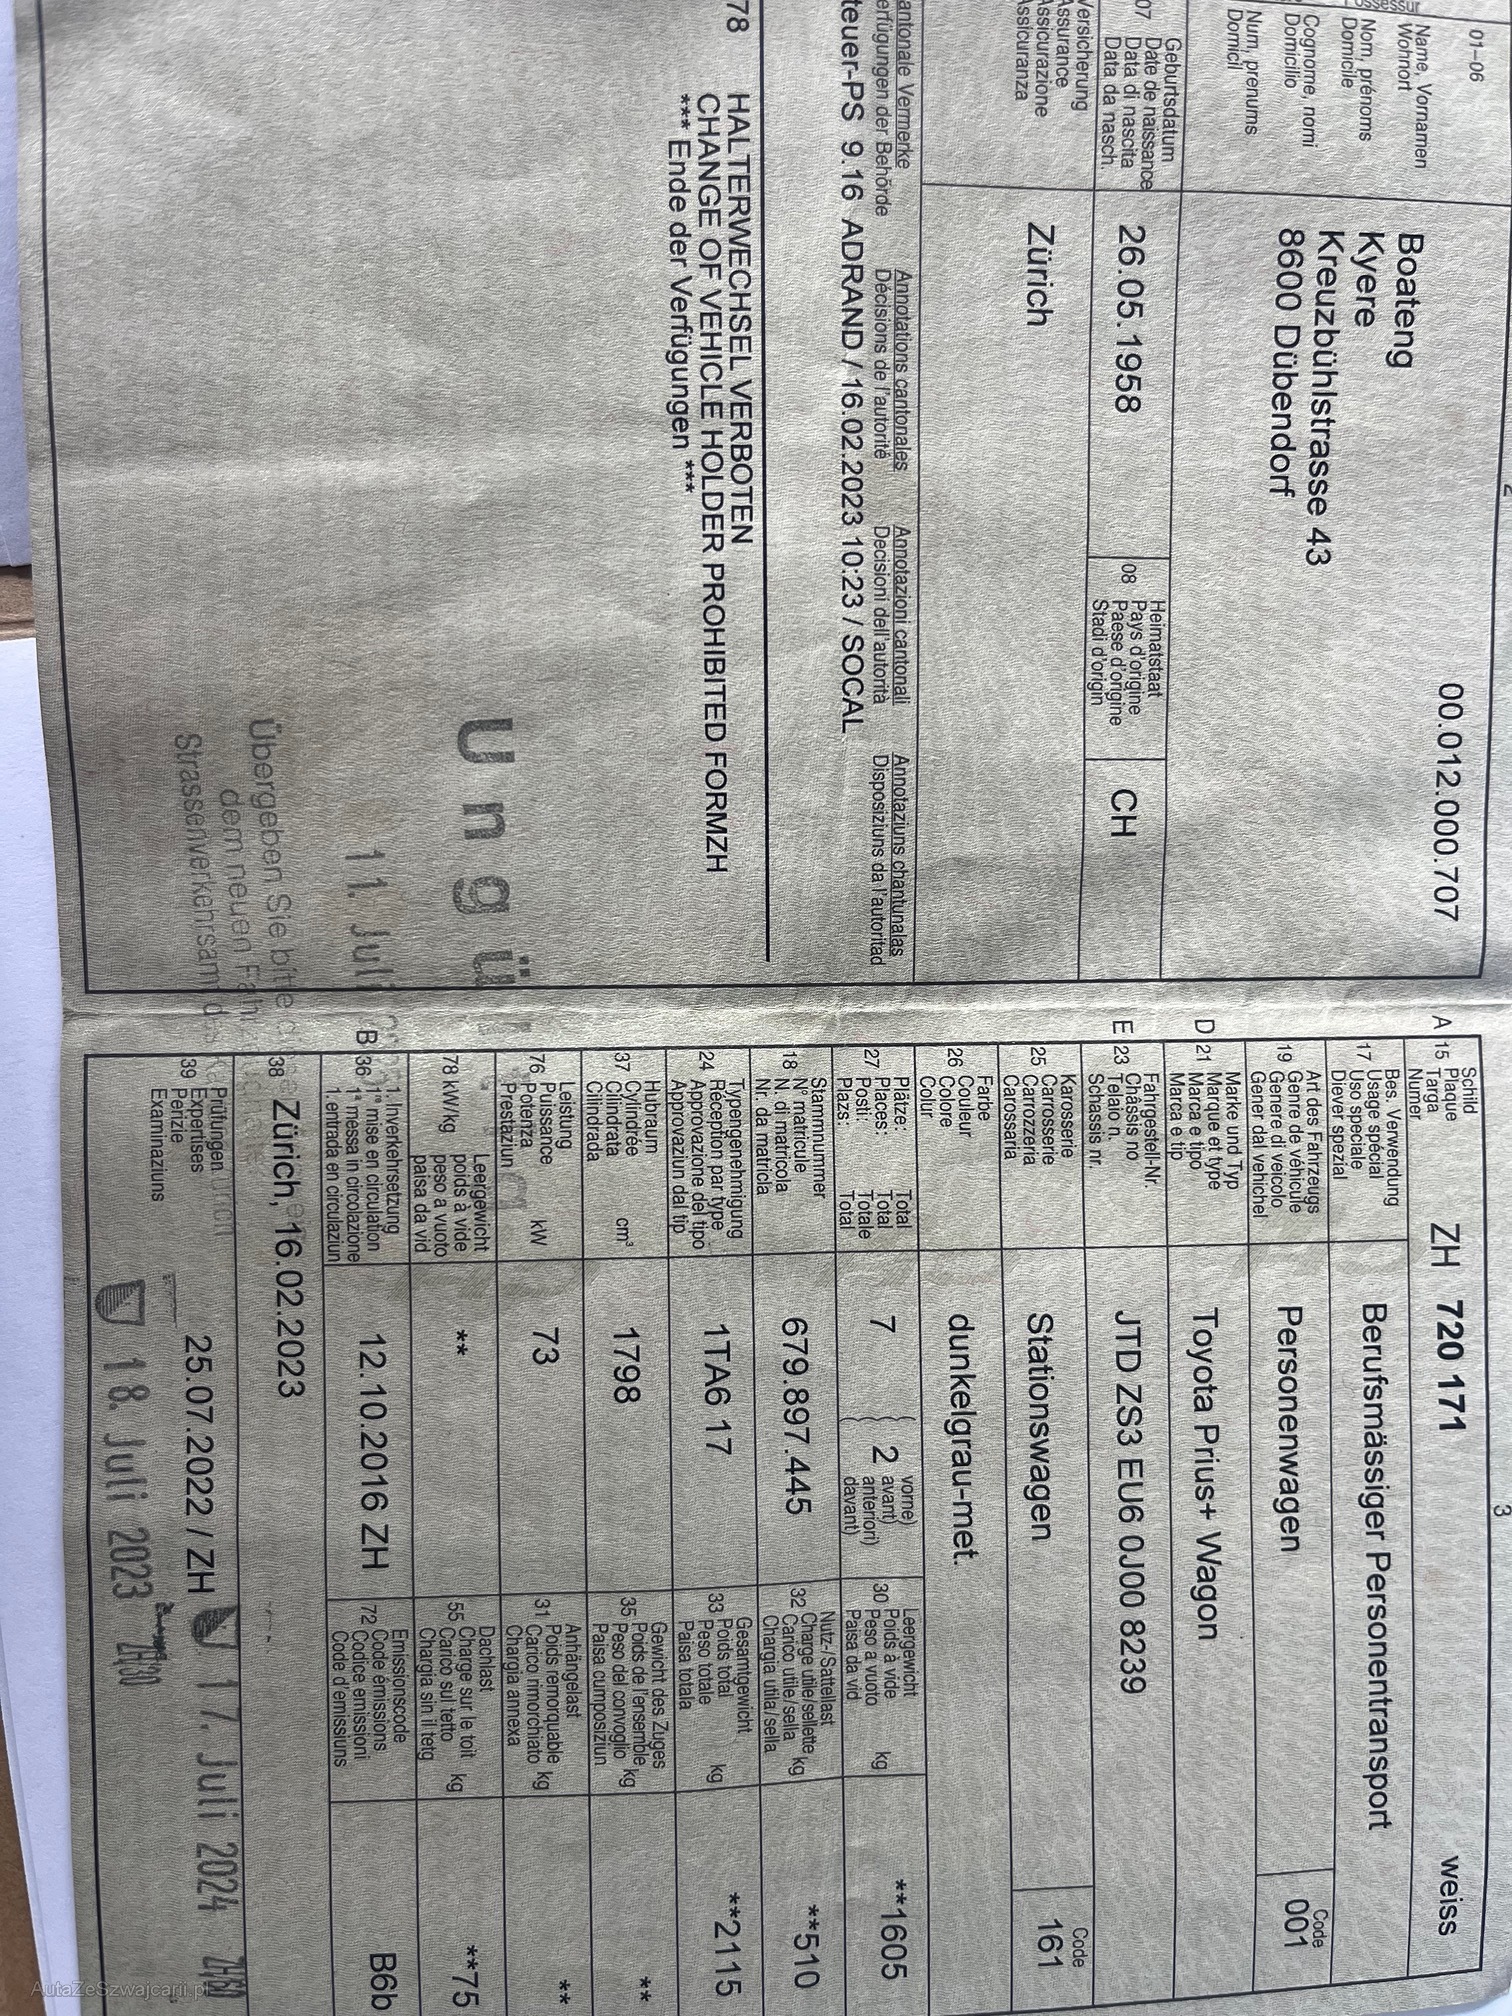 2
01–06
Name, Vornamen
Wohnort
Nom, prénoms
Domicile
Cognome, nomi
Domicilio
Num, prenums
Domicil
00.012.000.707
Boateng
Kyere
Kreuzbühlstrasse 43
8600 Dübendorf
07
Geburtsdatum
Date de naissance
Data di nascita
Data da nasch.
26.05.1958
08
Heimatstaat
Pays d'origine
Paese d'origine
Stadi d'origin
CH
Versicherung
Assurance
Assicurazione
Assicuranza
Zürich
antonale Vermerke Annotations cantonales Annotazioni cantonali Annotaziuns chantunalas
erfügungen der Behörde Décisions de l'autorité Decisioni dell'autorità Disposiziuns da l'autoritad
teuer-PS 9.16 ADRAND / 16.02.2023 10:23 / SOCAL
78 HALTERWECHSEL VERBOTEN
CHANGE OF VEHICLE HOLDER PROHIBITED FORMZH
*** Ende der Verfügungen ***
Ungü
11. Juli
Übergeben Sie bitte
dem neuen Fah
Strassenverkehrsamt
3
A 15
Schild
Plaque
Targa
Numer
ZH 720 171 weiss
17
Bes. Verwendung
Usage spécial
Uso speciale
Diever spezial
Berufsmässiger Personentransport
19
Art des Fahrzeugs
Genre de véhicule
Genere di veicolo
Gener dal vehichel
Personenwagen
Code
001
D 21
Marke und Typ
Marque et type
Marca e tipo
Marca e tip
Toyota Prius+ Wagon
E 23
Fahrgestell-Nr.
Châssis no
Telaio n.
Schassis nr.
JTD ZS3 EU6 0J00 8239
25
Karosserie
Carrosserie
Carrozzeria
Carossaria
Stationswagen
Code
161
26
Farbe
Couleur
Colore
Colur
dunkelgrau-met.
27
Plätze: Total
Places: Total
Posti: Totale
Plazs: Total
7
2
vorne)
avant)
anteriori)
davant)
30
Leergewicht
Poids à vide
Peso a vuoto
Paisa da vid
kg
**1605
18
Stammnummer
N° matricule
N. di matricola
Nr. da matricla
679.897.445
32
Nutz-/Sattellast
Charge utile/sellette
Carico utile/sella
Chargia utila/sella
kg
**510
24
Typengenehmigung
Réception par type
Approvazione del tipo
Approvaziun dal tip
1TA6 17
33
Gesamtgewicht
Poids total
Peso totale
Paisa totala
kg
**2115
37
Hubraum
Cylindrée
Cilindrata
Cilindrada
cm³
1798
35
Gewicht des Zuges
Poids de l'ensemble
Peso del convoglio
Paisa cumposiziun
kg
**
76
Leistung
Puissance
Potenza
Prestaziun
kW
73
31
Anhängelast
Poids remorquable
Carico rimorchiato
Chargia annexa
kg
**
78 kW/kg
Leergewicht
poids à vide
peso a vuoto
paisa da vid
**
55
Dachlast
Charge sur le toit
Carico sul tetto
Chargia sin il tetg
kg
**75
B 36
1. Inverkehrsetzung
1re mise en circulation
1a messa in circolazione
1. entrada en circulaziun
12.10.2016 ZH
72
Emissionscode
Code émissions
Codice emissioni
Code d'emissiuns
B6b
38 Zürich, 16.02.2023
39
Prüfungen
Expertises
Perizie
Examinaziuns
25.07.2022 / ZH 17. Juli 2024
18. Juli 2023
AutaZeSzwajcarii.pl